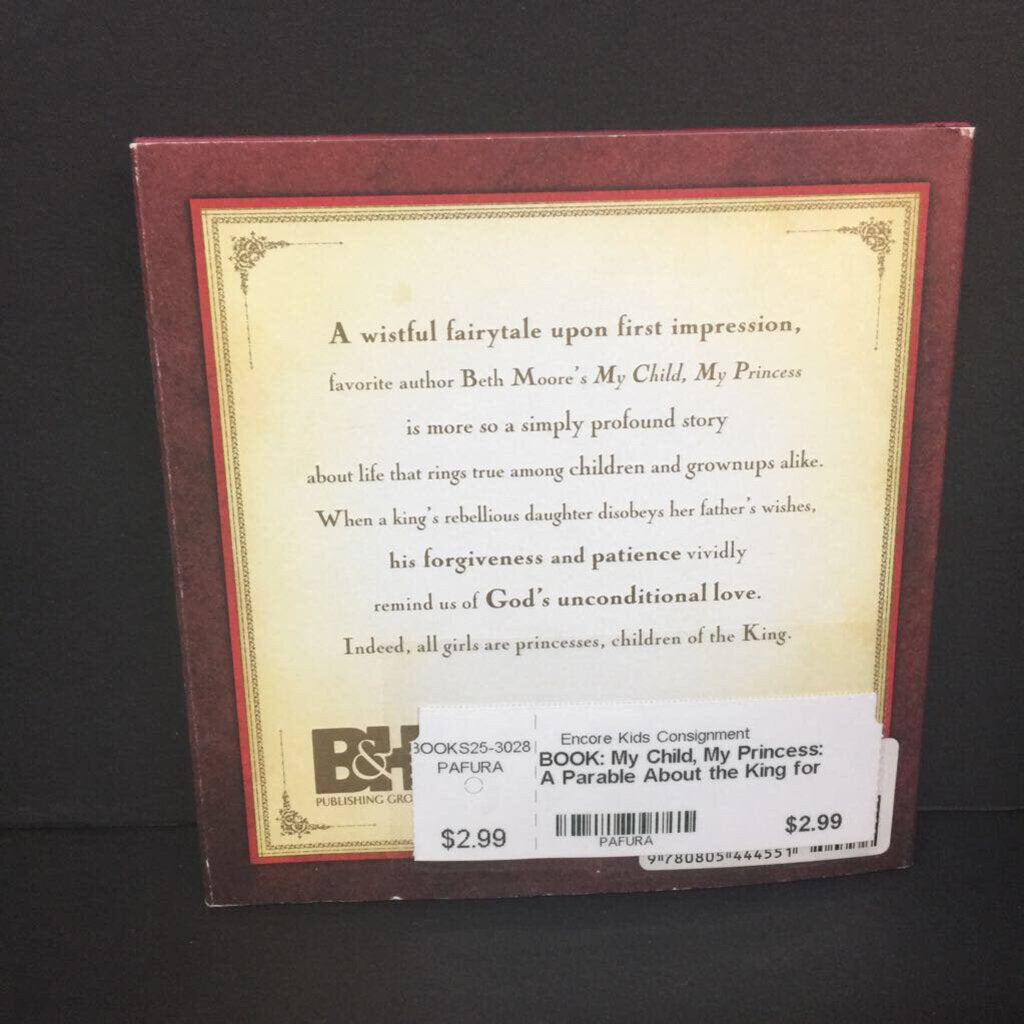 A wistful fairytale upon first impression,
favorite author Beth Moore's My Child, My Princess
is more so a simply profound story
about life that rings true among children and grownups alike.
When a king's rebellious daughter disobeys her father's wishes,
his forgiveness and patience vividly
remind us of God's unconditional love.
Indeed, all girls are princesses, children of the King.
B&H
PUBLISHING GRO
BOOKS25-3028
PAFURA
$2.99
Encore Kids Consignment
BOOK: My Child, My Princess:
A Parable About the King for
PAFURA
$2.99
9 780805 444551